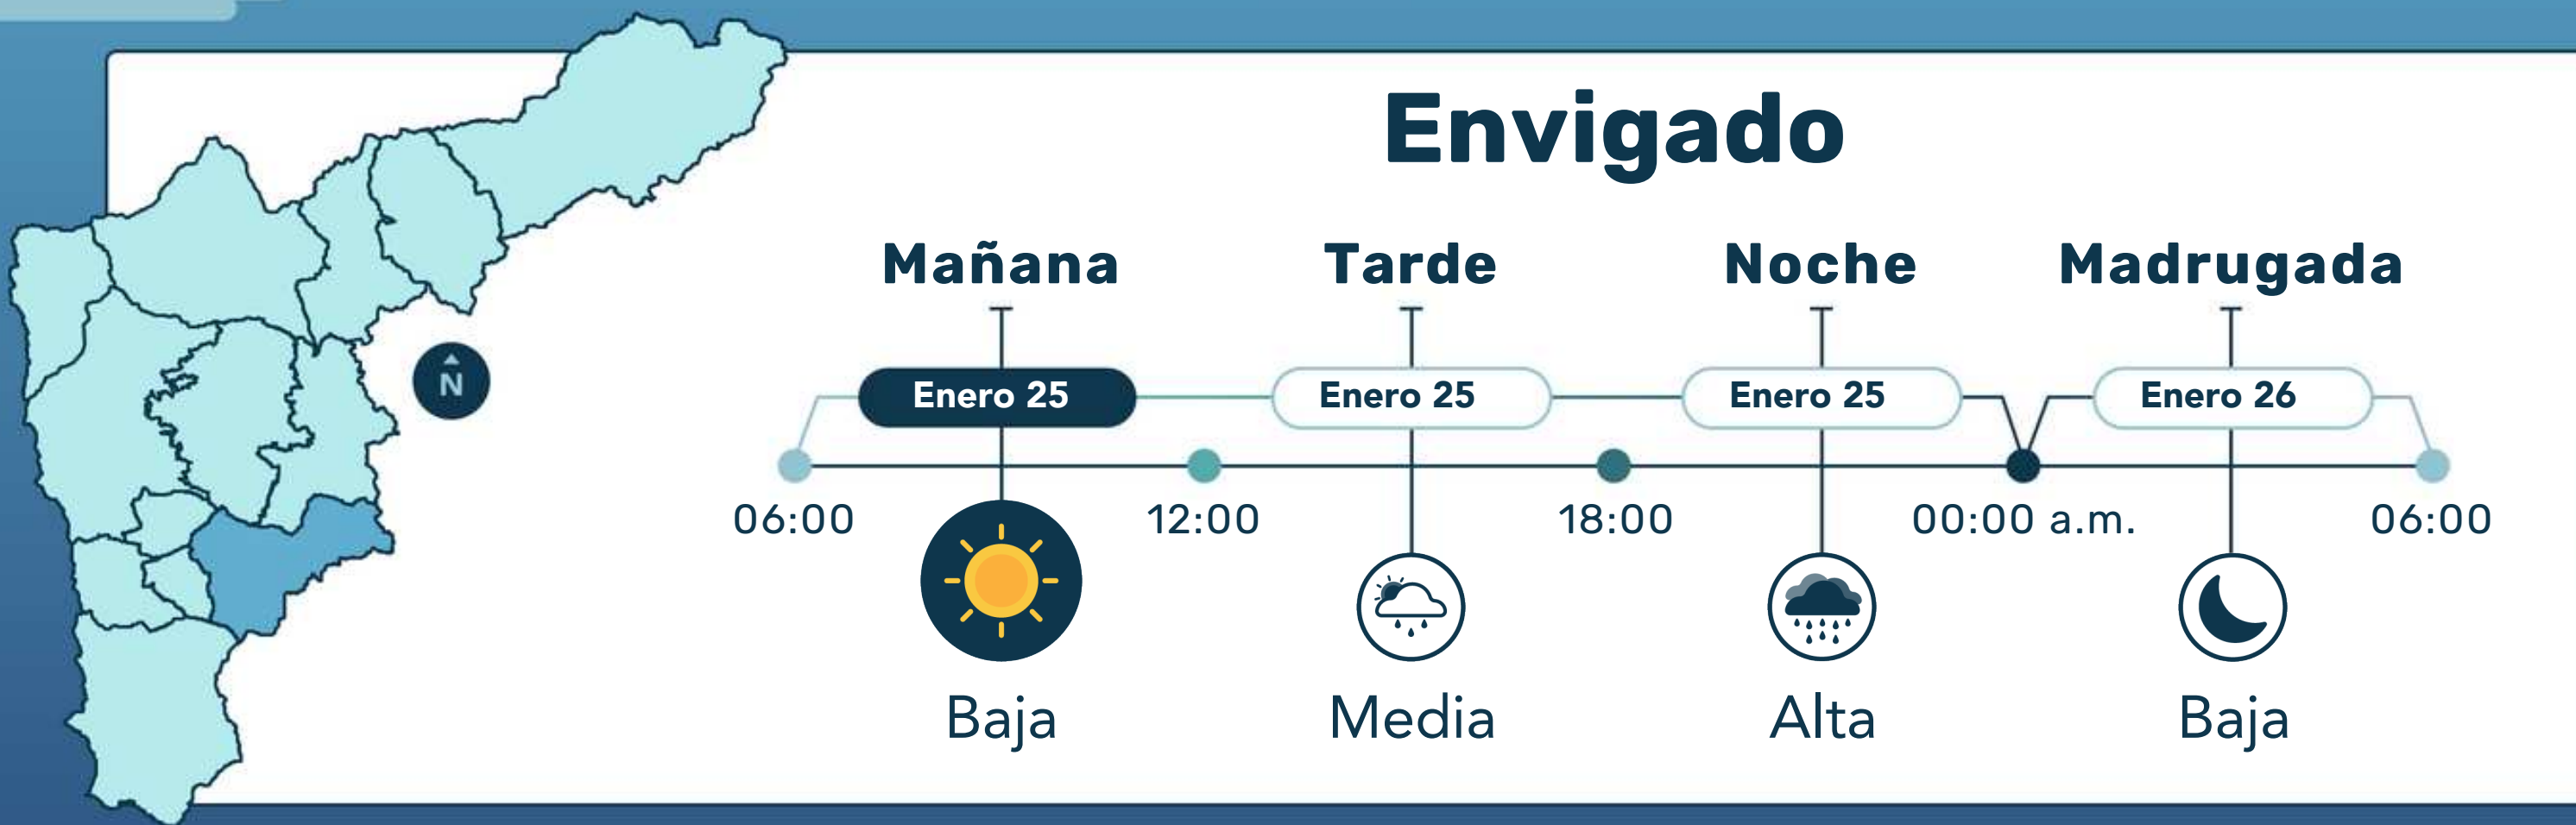 Envigado
Mañana Tarde Noche Madrugada
Enero 25 Enero 25 Enero 25 Enero 26
N
06:00 12:00 18:00 00:00 a.m. 06:00
Baja Media Alta Baja